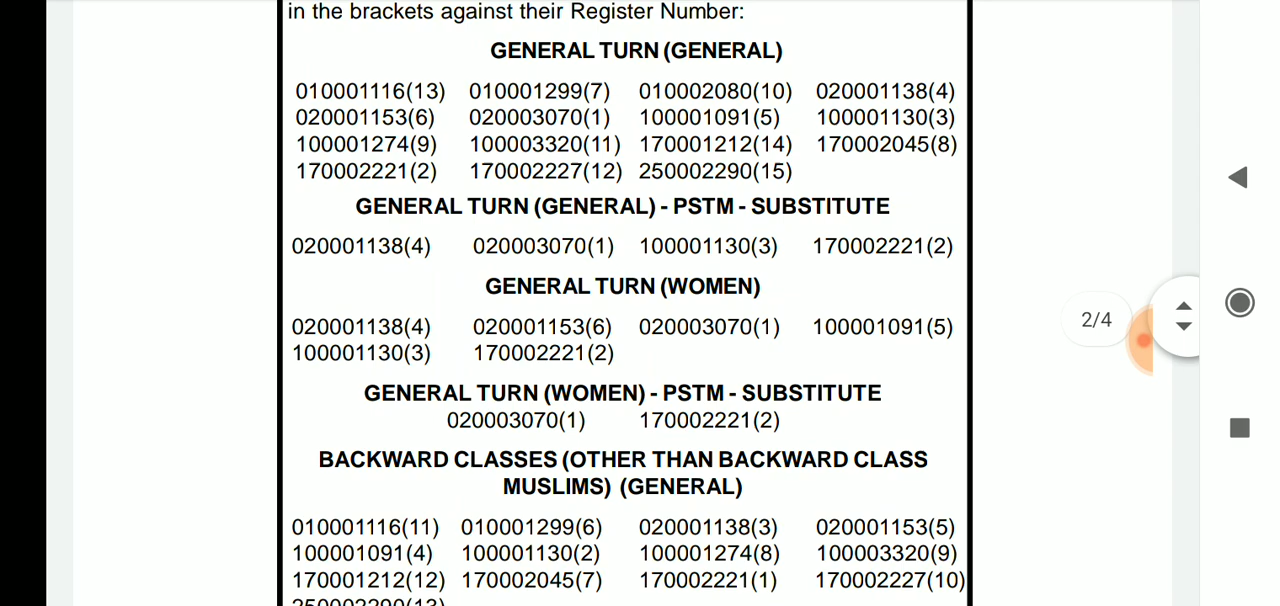 in the brackets against their Register Number:
GENERAL TURN (GENERAL)
010001116(13) 010001299(7) 010002080(10) 020001138(4)
020001153(6) 020003070(1) 100001091(5) 100001130(3)
100001274(9) 100003320(11) 170001212(14) 170002045(8)
170002221(2) 170002227(12) 250002290(15)
GENERAL TURN (GENERAL) - PSTM - SUBSTITUTE
020001138(4) 020003070(1) 100001130(3) 170002221(2)
GENERAL TURN (WOMEN)
020001138(4) 020001153(6) 020003070(1) 100001091(5)
100001130(3) 170002221(2)
GENERAL TURN (WOMEN) - PSTM - SUBSTITUTE
020003070(1) 170002221(2)
BACKWARD CLASSES (OTHER THAN BACKWARD CLASS
MUSLIMS) (GENERAL)
010001116(11) 010001299(6) 020001138(3) 020001153(5)
100001091(4) 100001130(2) 100001274(8) 100003320(9)
170001212(12) 170002045(7) 170002221(1) 170002227(10)
250002290(13)
2/4